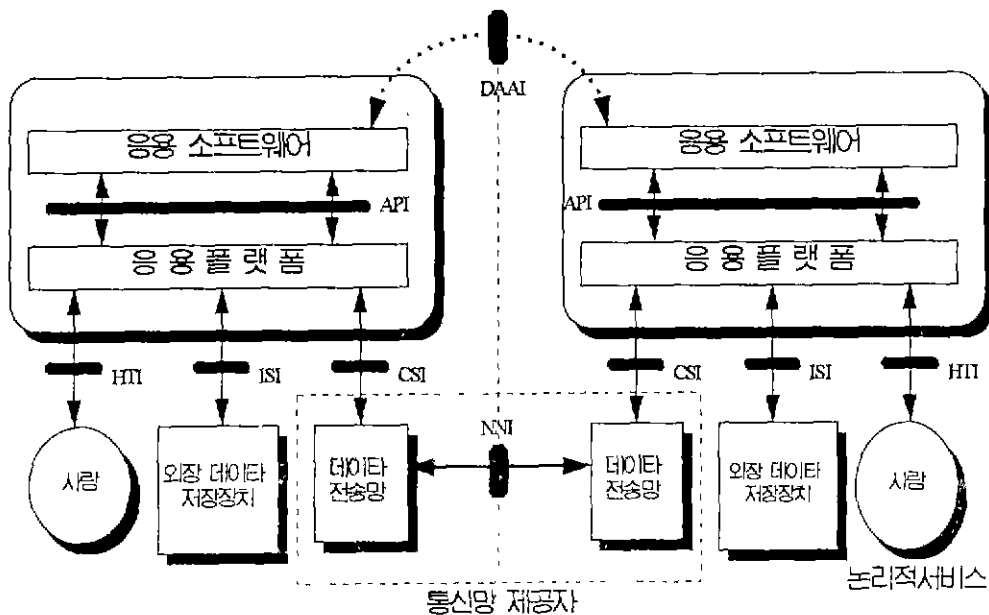 DAAI
응용 소프트웨어
응용 소프트웨어
API
API
응용플랫폼
응용플랫폼
HTI
ISI
CSI
CSI
ISI
HTI
NNI
사람
외장 데이타
저장장치
데이타
전송망
데이타
전송망
외장 데이타
저장장치
사람
논리적서비스
통신망 제공자